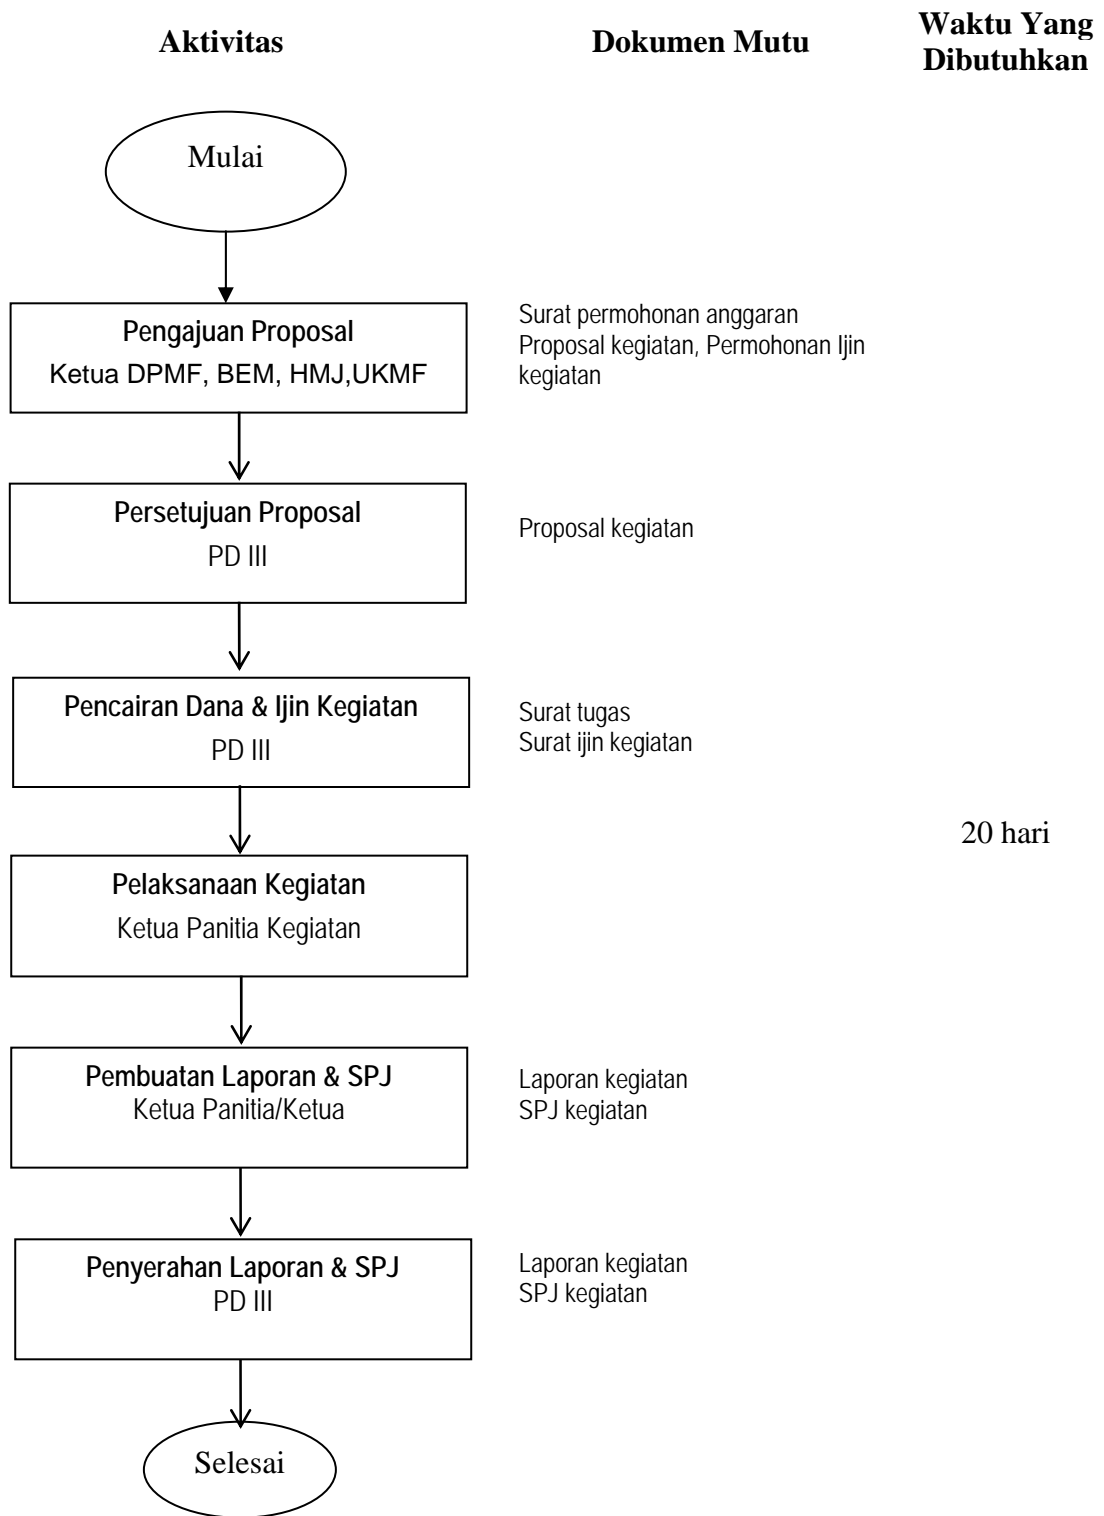 Aktivitas
Dokumen Mutu
Waktu Yang
Dibutuhkan
Mulai
Pengajuan Proposal
Ketua DPMF, BEM, HMJ,UKMF
Surat permohonan anggaran
Proposal kegiatan, Permohonan Ijin
kegiatan
Persetujuan Proposal
PD III
Proposal kegiatan
Pencairan Dana & Ijin Kegiatan
PD III
Surat tugas
Surat ijin kegiatan
20 hari
Pelaksanaan Kegiatan
Ketua Panitia Kegiatan
Pembuatan Laporan & SPJ
Ketua Panitia/Ketua
Laporan kegiatan
SPJ kegiatan
Penyerahan Laporan & SPJ
PD III
Laporan kegiatan
SPJ kegiatan
Selesai